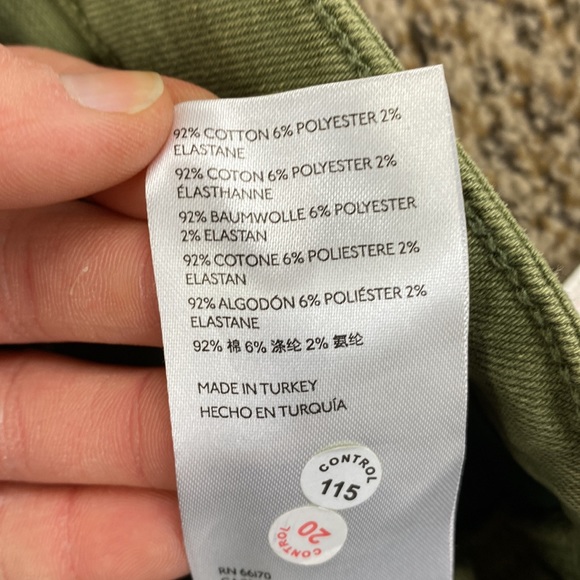 92% COTTON 6% POLYESTER 2%
ELASTANE
92% COTON 6% POLYESTER 2%
ÉLASTHANNE
92% BAUMWOLLE 6% POLYESTER
2% ELASTAN
92% COTONE 6% POLIESTERE 2%
ELASTAN
92% ALGODÓN 6% POLIÉSTER 2%
ELASTANE
92% 棉 6% 涤纶 2% 氨纶
MADE IN TURKEY
HECHO EN TURQUÍA
CONTROL
115
20
CONTROL
RN 66170